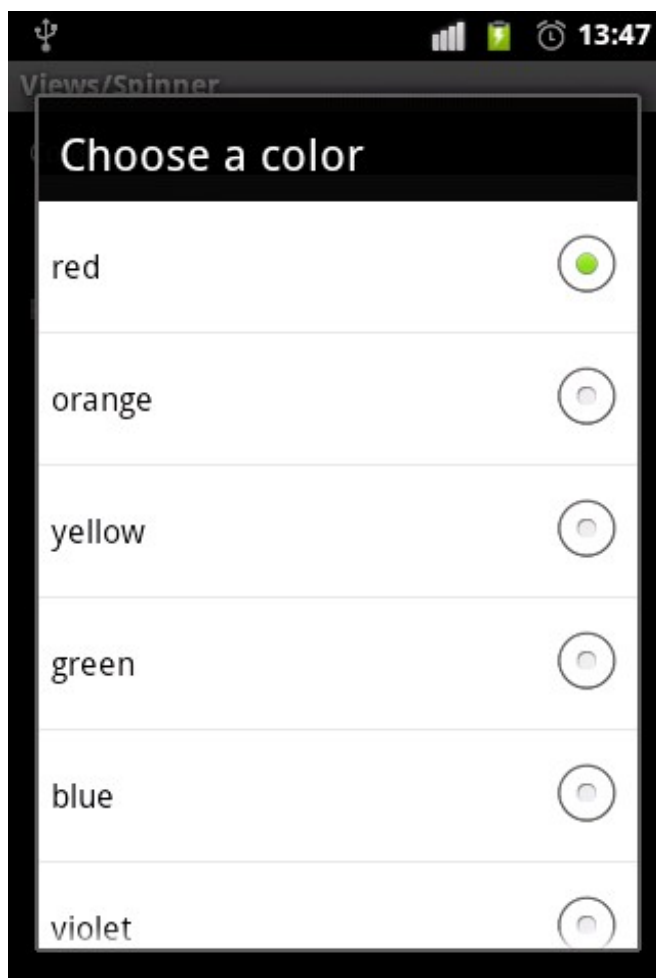 13:47
Views/Spinner
Choose a color
red
orange
yellow
green
blue
violet